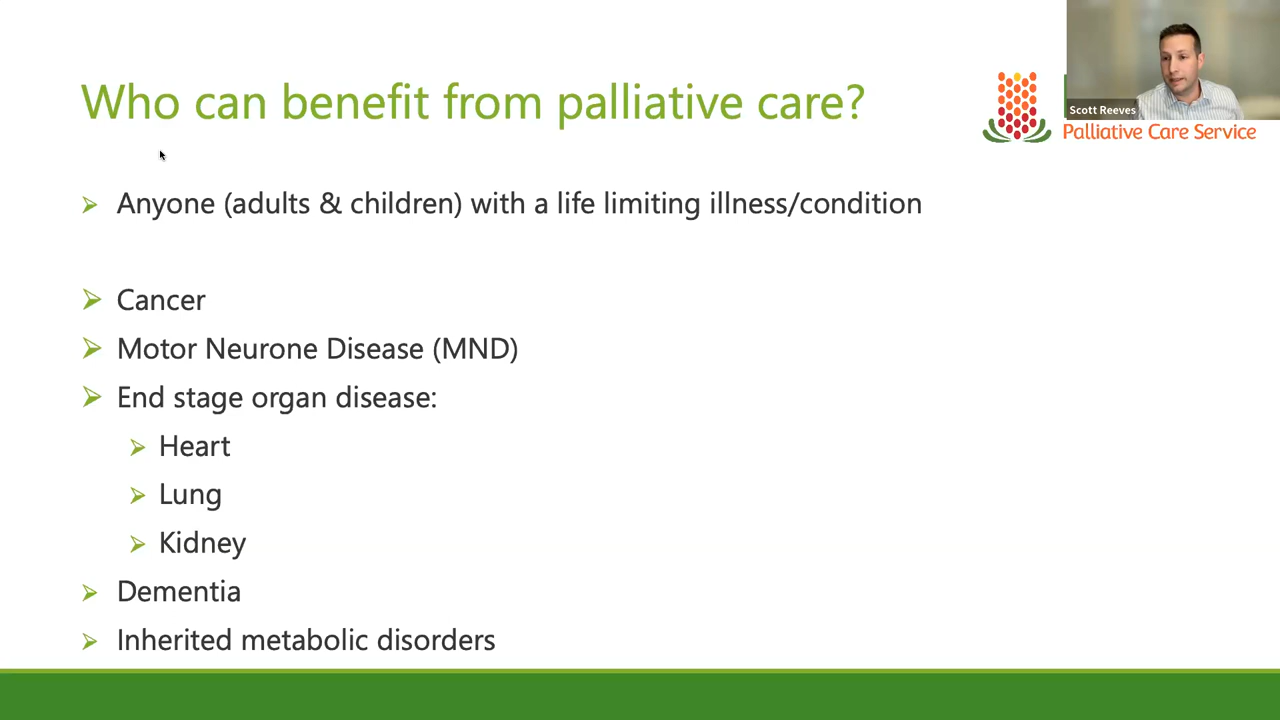 Who can benefit from palliative care?
Scott Reeves
Palliative Care Service
Anyone (adults & children) with a life limiting illness/condition
Cancer
Motor Neurone Disease (MND)
End stage organ disease:
Heart
Lung
Kidney
Dementia
Inherited metabolic disorders